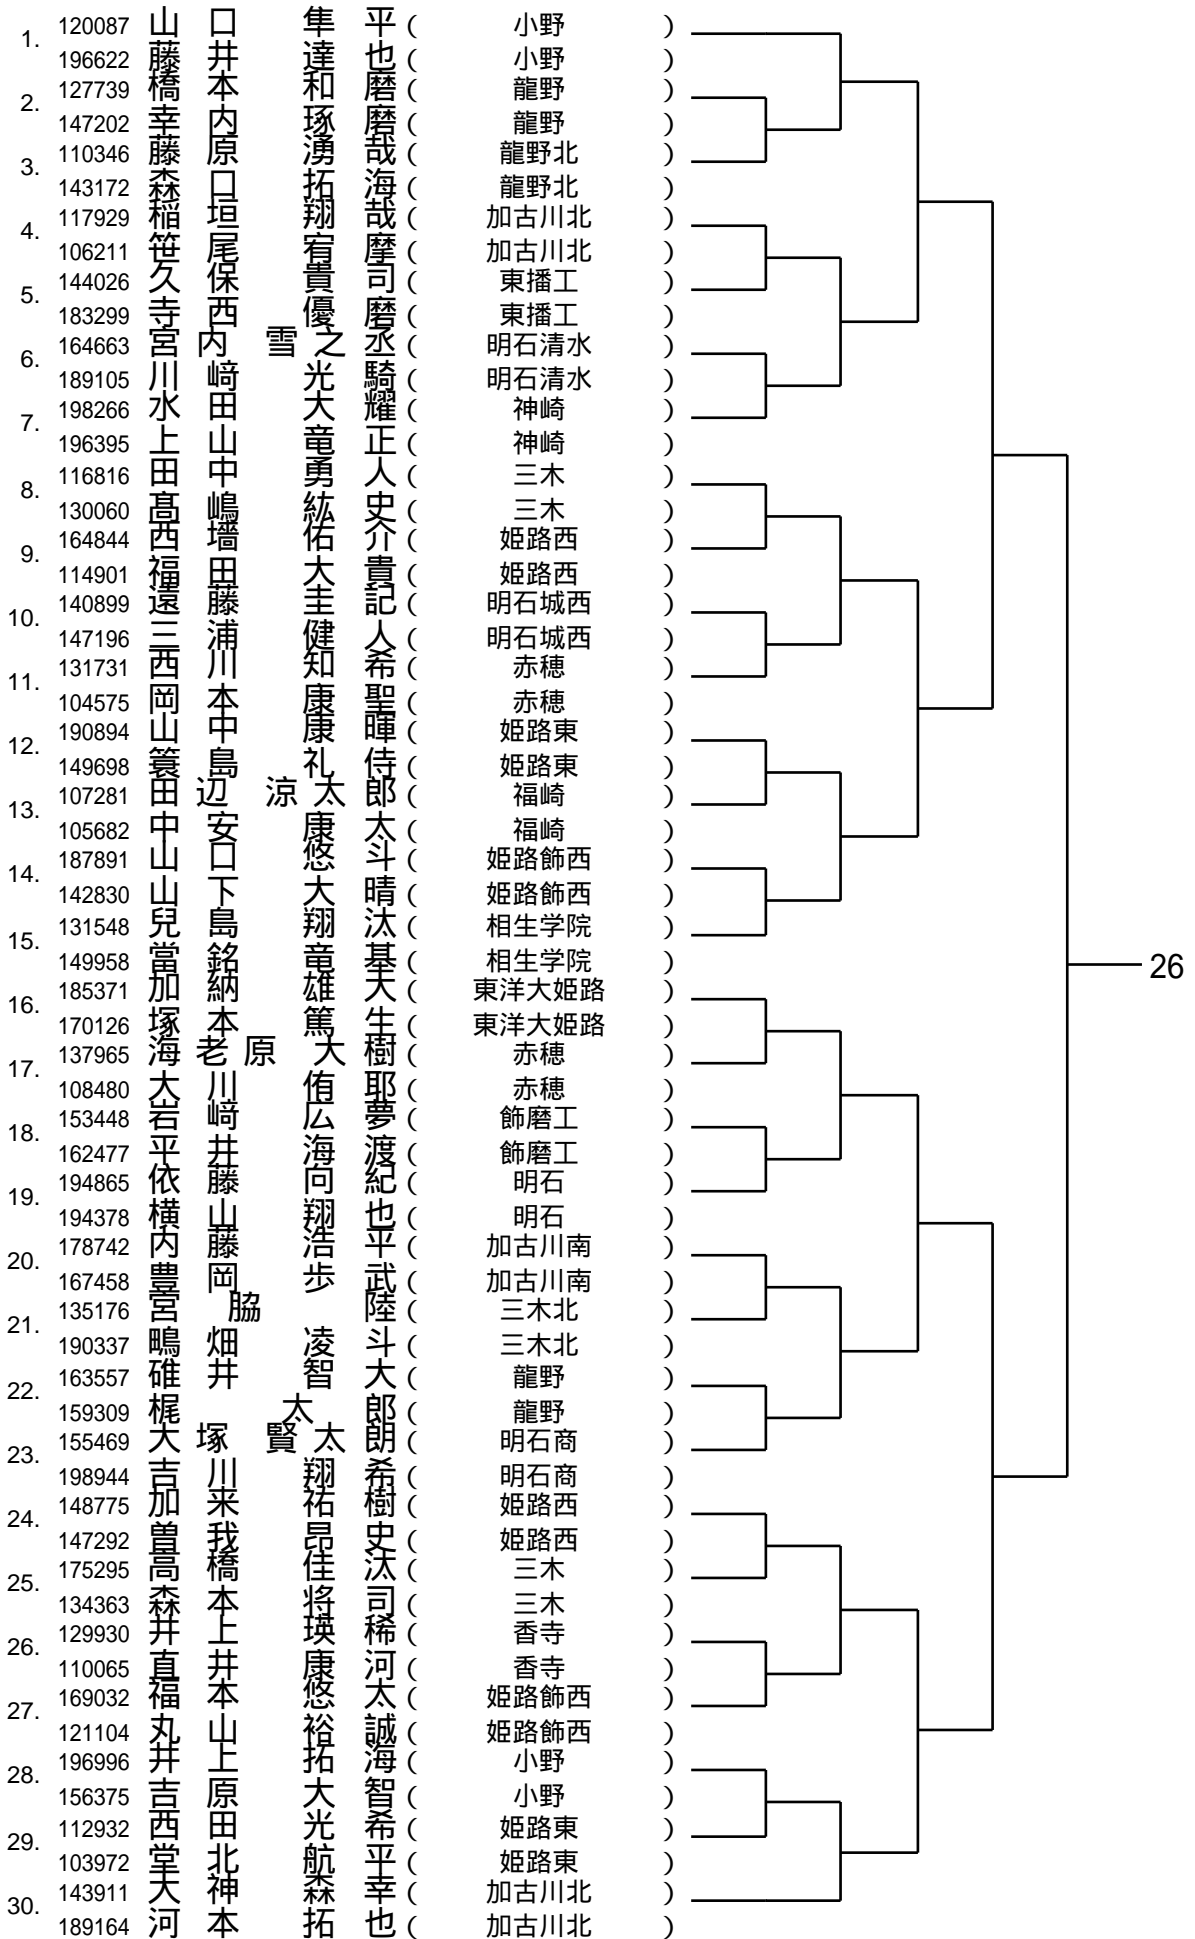 1. 120087 山口 隼平 ( 小野 )
196622 藤井 達也 ( 小野 )
2. 127739 橋本 和磨 ( 龍野 )
147202 幸内 琢磨 ( 龍野 )
3. 110346 藤原 湧哉 ( 龍野北 )
143172 森口 拓海 ( 龍野北 )
4. 117929 稲垣 翔哉 ( 加古川北 )
106211 笹尾 宥摩 ( 加古川北 )
5. 144026 久保 貴司 ( 東播工 )
183299 寺西 優磨 ( 東播工 )
6. 164663 宮内 雪之丞 ( 明石清水 )
189105 川﨑 光騎 ( 明石清水 )
7. 198266 水田 大耀 ( 神崎 )
196395 上山 竜正 ( 神崎 )
8. 116816 田中 勇人 ( 三木 )
130060 髙嶋 紘史 ( 三木 )
9. 164844 西墻 佑介 ( 姫路西 )
114901 福田 大貴 ( 姫路西 )
10. 140899 遠藤 圭記 ( 明石城西 )
147196 三浦 健人 ( 明石城西 )
11. 131731 西川 知希 ( 赤穂 )
104575 岡本 康聖 ( 赤穂 )
12. 190894 山中 康暉 ( 姫路東 )
149698 簑島 礼侍 ( 姫路東 )
13. 107281 田辺 涼太郎 ( 福崎 )
105682 中安 康太 ( 福崎 )
14. 187891 山口 悠斗 ( 姫路飾西 )
142830 山下 大晴 ( 姫路飾西 )
15. 131548 兒島 翔汰 ( 相生学院 )
149958 當銘 竜基 ( 相生学院 )
26
16. 185371 加納 雄大 ( 東洋大姫路 )
170126 塚本 篤生 ( 東洋大姫路 )
17. 137965 海老原 大樹 ( 赤穂 )
108480 大川 侑耶 ( 赤穂 )
18. 153448 岩﨑 広夢 ( 飾磨工 )
162477 平井 海渡 ( 飾磨工 )
19. 194865 依藤 向紀 ( 明石 )
194378 横山 翔也 ( 明石 )
20. 178742 内藤 浩平 ( 加古川南 )
167458 豊岡 歩武 ( 加古川南 )
21. 135176 宮脇 陸 ( 三木北 )
190337 鴫畑 凌斗 ( 三木北 )
22. 163557 碓井 智大 ( 龍野 )
159309 梶 太郎 ( 龍野 )
23. 155469 大塚 賢太朗 ( 明石商 )
198944 吉川 翔希 ( 明石商 )
24. 148775 加来 祐樹 ( 姫路西 )
147292 曽我 昂史 ( 姫路西 )
25. 175295 高橋 佳汰 ( 三木 )
134363 森本 将司 ( 三木 )
26. 129930 井上 瑛稀 ( 香寺 )
110065 直井 康河 ( 香寺 )
27. 169032 福本 悠太 ( 姫路飾西 )
121104 丸山 裕誠 ( 姫路飾西 )
28. 196996 井上 拓海 ( 小野 )
156375 吉原 大智 ( 小野 )
29. 112932 西田 光希 ( 姫路東 )
103972 堂北 航平 ( 姫路東 )
30. 143911 大神 森幸 ( 加古川北 )
189164 河本 拓也 ( 加古川北 )